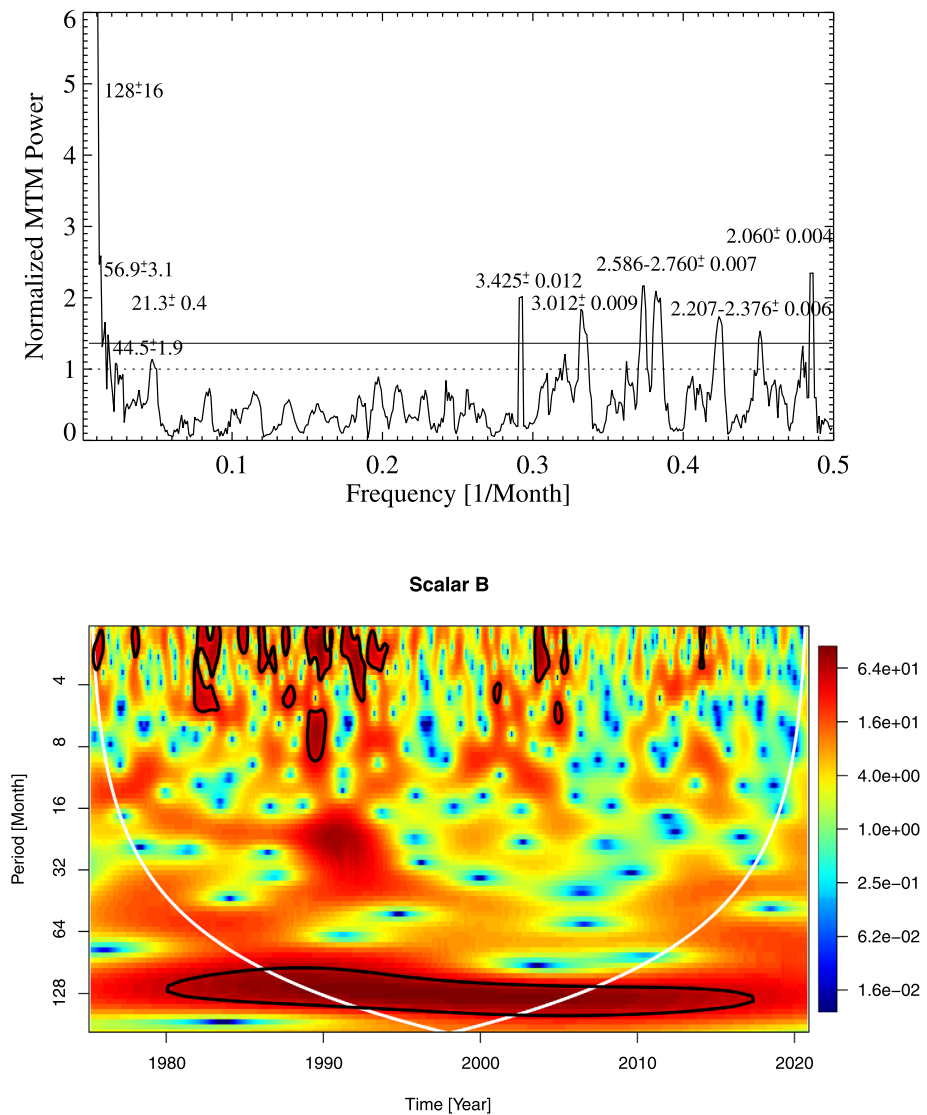 6
5
4
3
2
1
0
Normalized MTM Power
128±16
56.9±3.1
21.3± 0.4
44.5±1.9
3.425± 0.012
3.012± 0.009
2.586-2.760± 0.007
2.207-2.376± 0.006
2.060± 0.004
0.1 0.2 0.3 0.4 0.5
Frequency [1/Month]
Scalar B
Period [Month]
4
8
16
32
64
128
1980 1990 2000 2010 2020
Time [Year]
6.4e+01
1.6e+01
4.0e+00
1.0e+00
2.5e-01
6.2e-02
1.6e-02